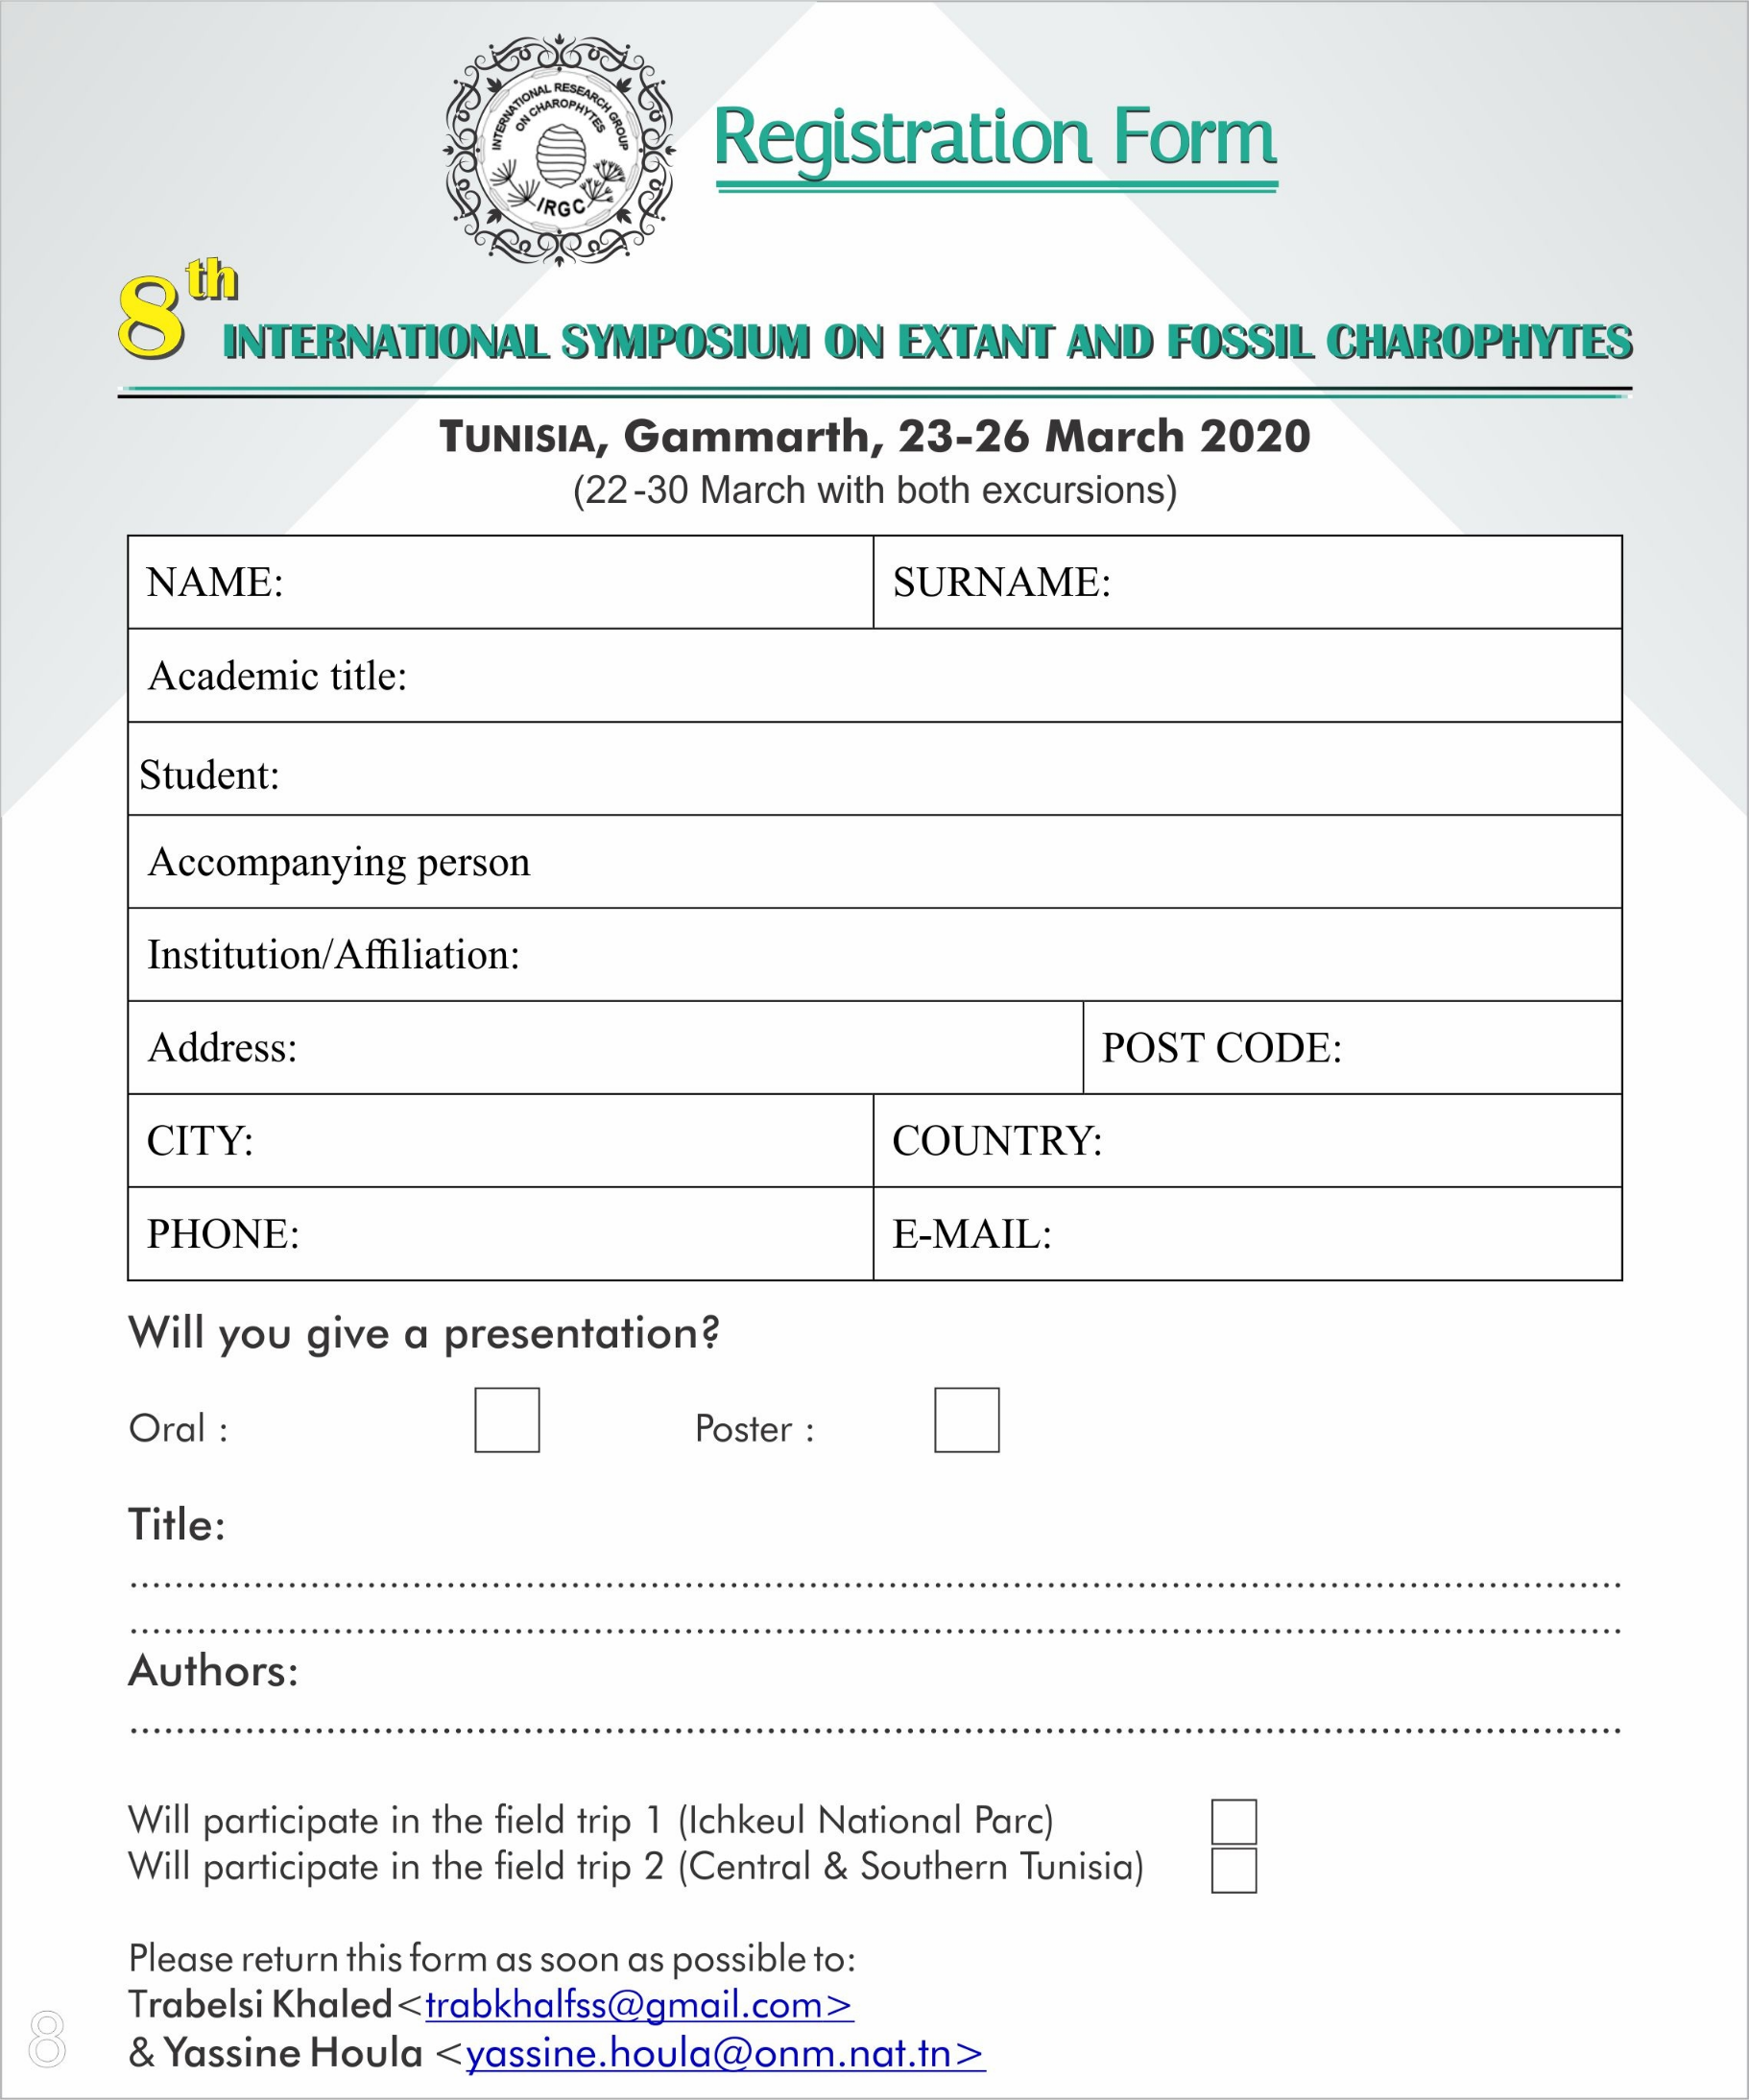 INTERNATIONAL RESEARCH GROUP
ON CHAROPHYTES
IRGC
Registration Form
8th INTERNATIONAL SYMPOSIUM ON EXTANT AND FOSSIL CHAROPHYTES
TUNISIA, Gammarth, 23-26 March 2020
(22-30 March with both excursions)
NAME: SURNAME:
Academic title:
Student:
Accompanying person
Institution/Affiliation:
Address: POST CODE:
CITY: COUNTRY:
PHONE: E-MAIL:
Will you give a presentation?
Oral : Poster :
Title:
Authors:
Will participate in the field trip 1 (Ichkeul National Parc)
Will participate in the field trip 2 (Central & Southern Tunisia)
Please return this form as soon as possible to:
Trabelsi Khaled <trabkhalfss@gmail.com>
& Yassine Houla <yassine.houla@onm.nat.tn>
8